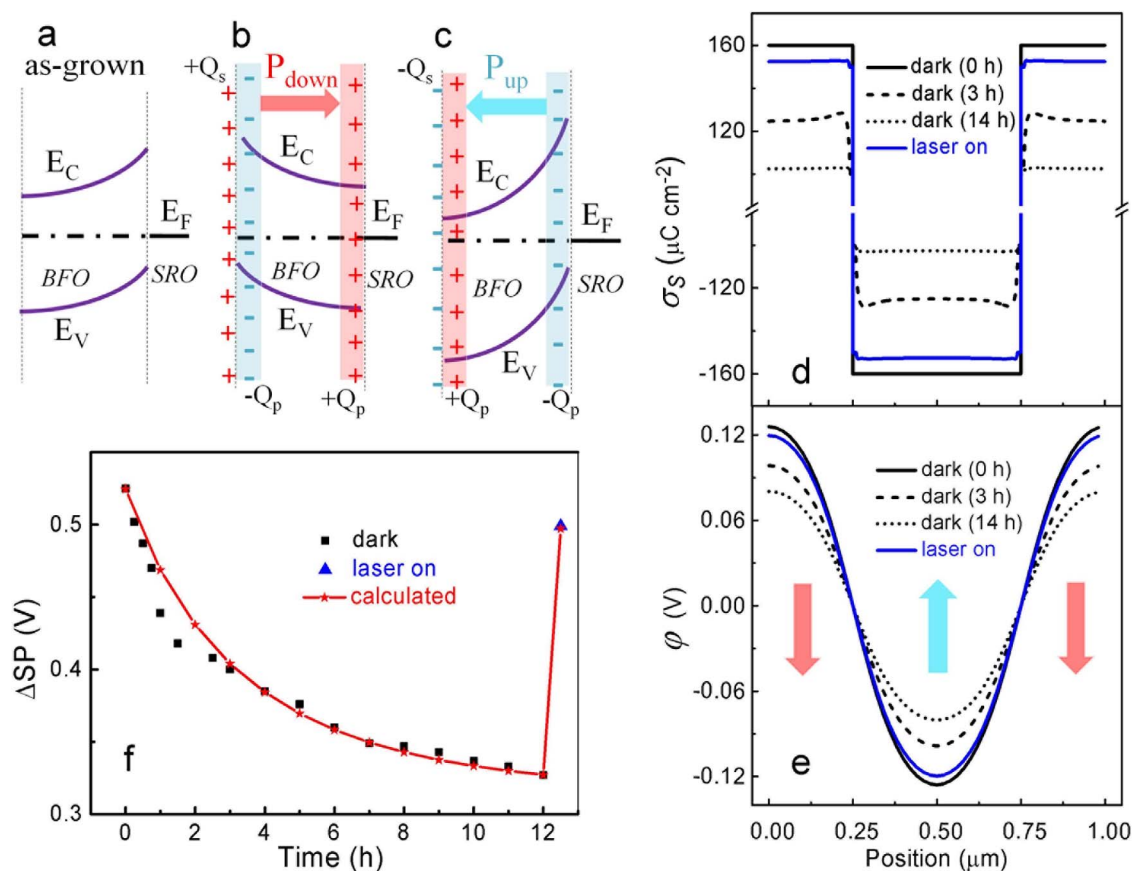 a
as-grown
E_C
E_F
BFO
SRO
E_V
b
+Q_s
P_down
E_C
E_F
BFO
SRO
E_V
-Q_p
+Q_p
c
-Q_s
P_up
E_C
E_F
BFO
SRO
E_V
+Q_p
-Q_p
160
120
-120
-160
σ_S (μC cm⁻²)
dark (0 h)
dark (3 h)
dark (14 h)
laser on
d
0.12
0.06
0.00
-0.06
-0.12
φ (V)
dark (0 h)
dark (3 h)
dark (14 h)
laser on
e
0.00 0.25 0.50 0.75 1.00
Position (μm)
0.5
0.4
0.3
ΔSP (V)
dark
laser on
calculated
f
0 2 4 6 8 10 12
Time (h)